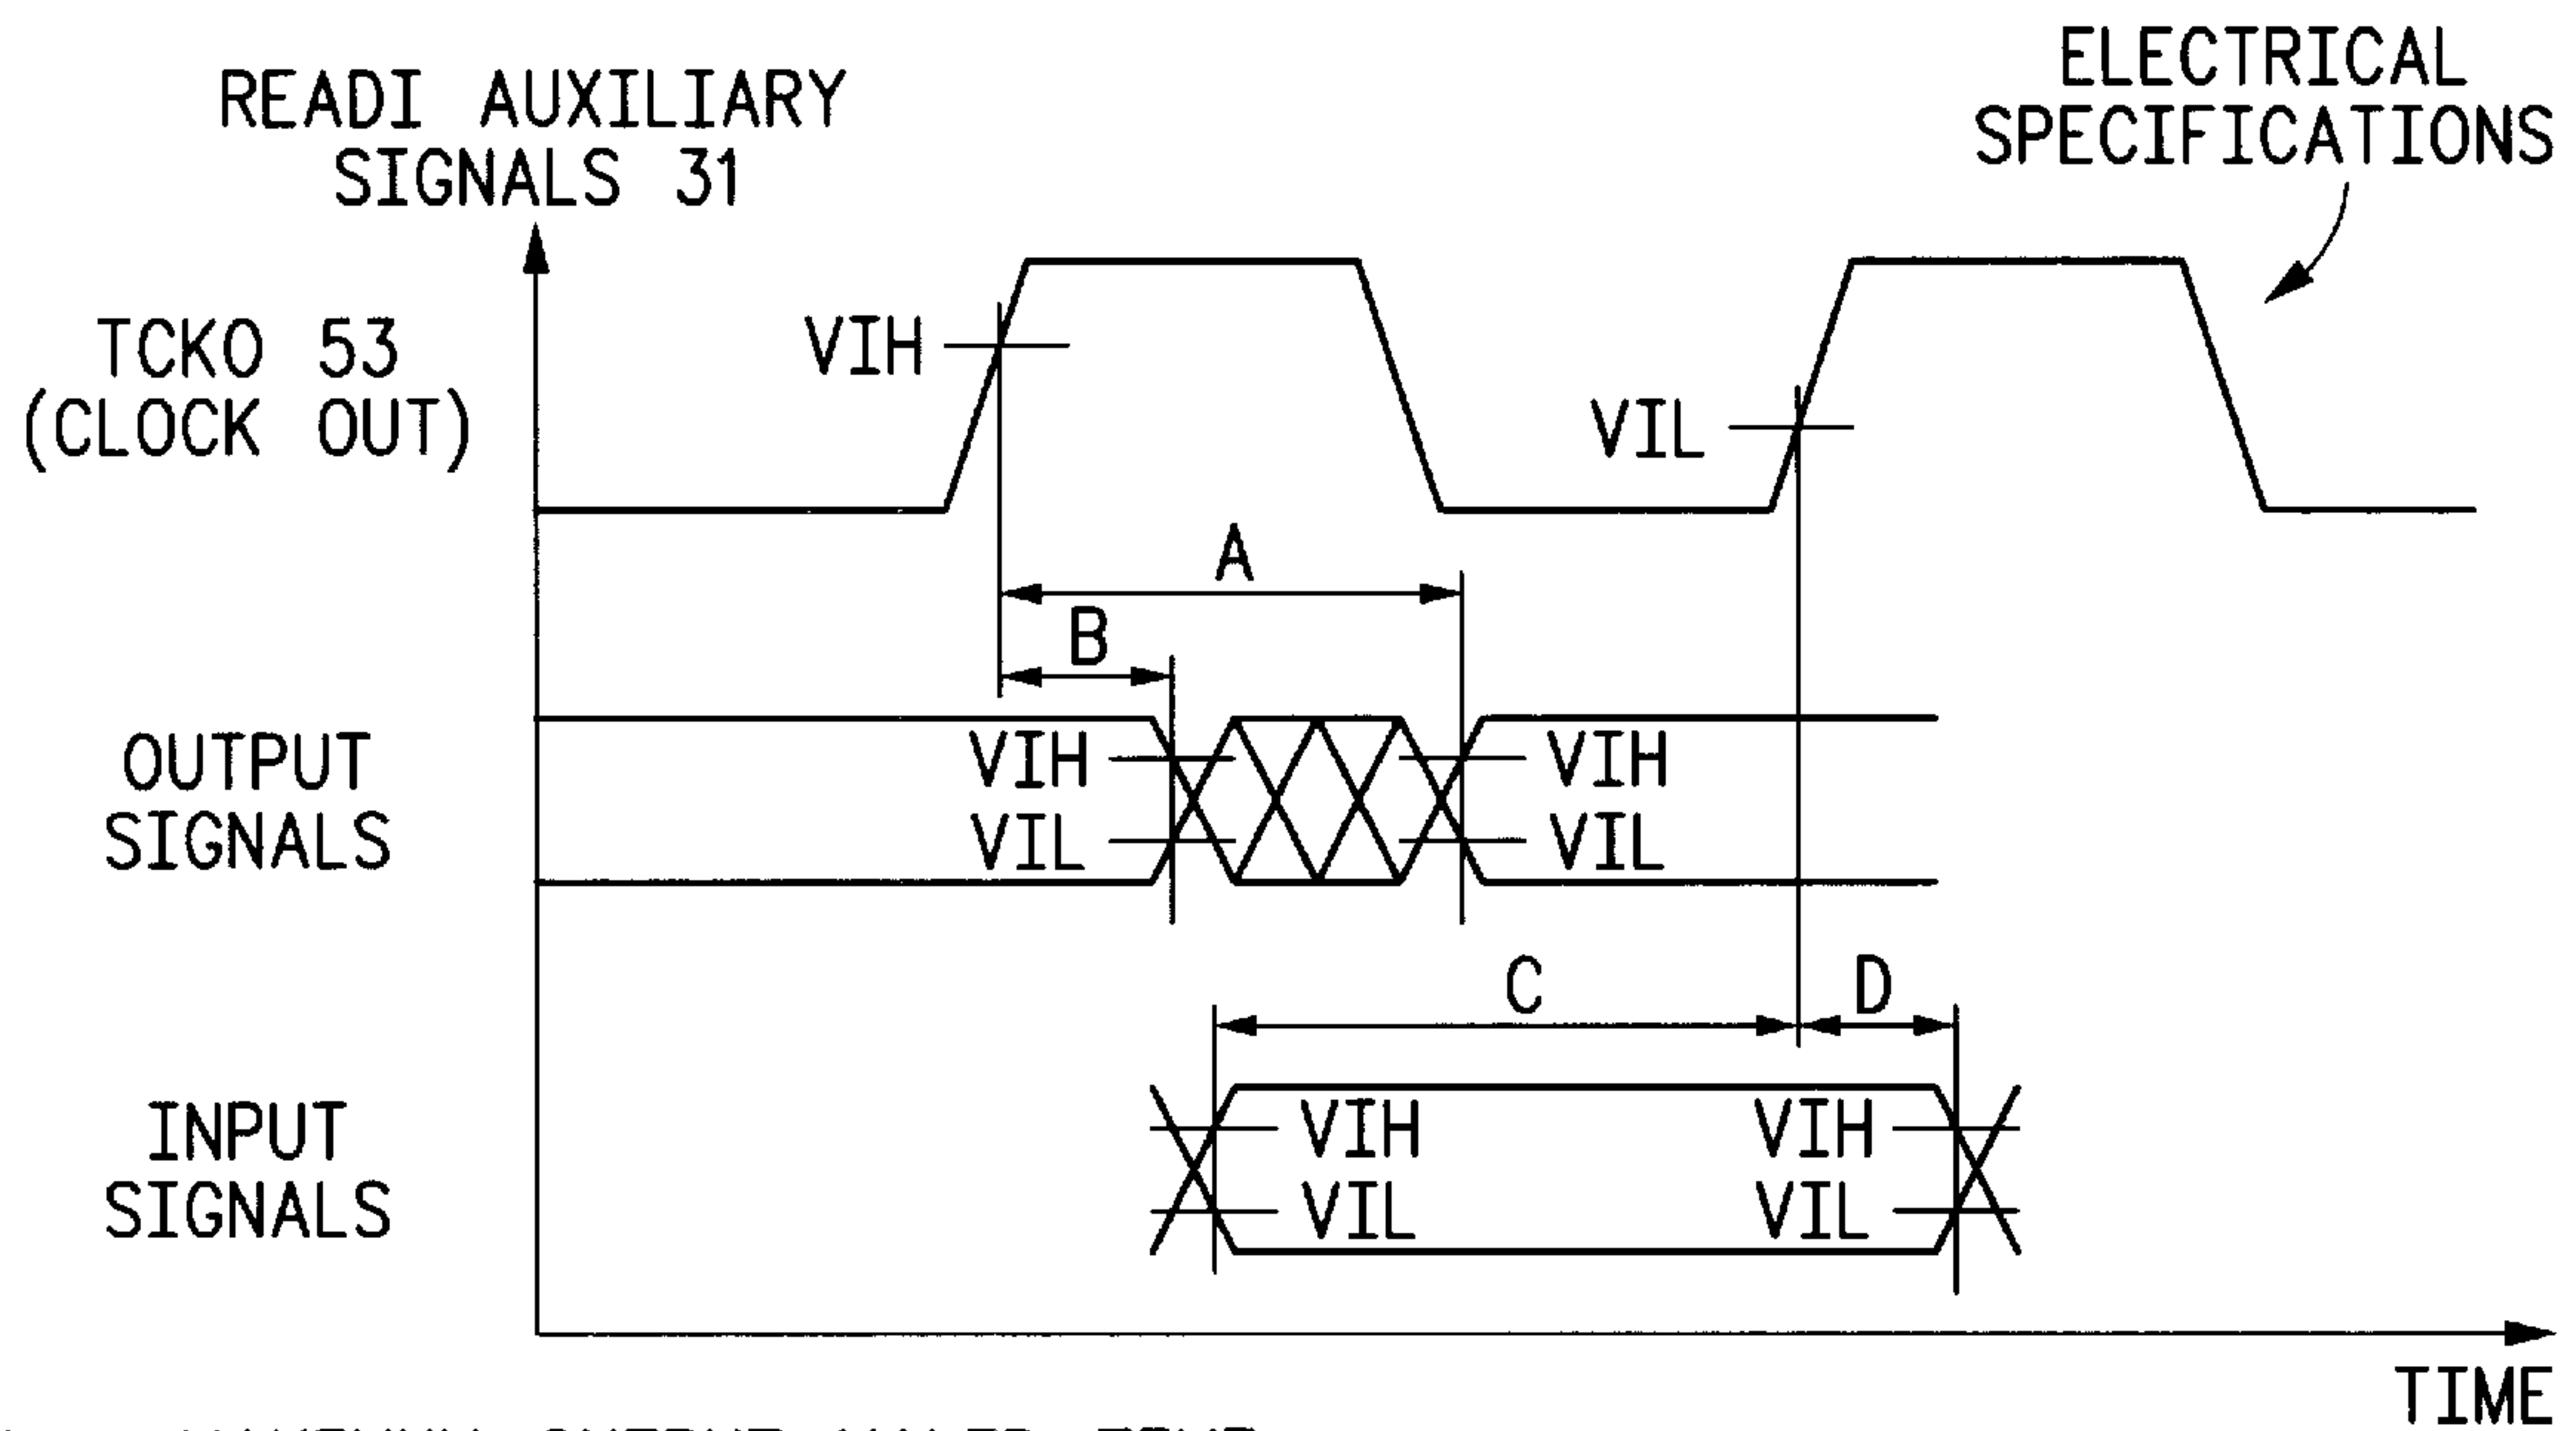 READI AUXILIARY
SIGNALS 31
ELECTRICAL
SPECIFICATIONS
TCKO 53
(CLOCK OUT)
VIH
VIL
A
B
OUTPUT
SIGNALS
VIH
VIH
VIL
VIL
C
D
INPUT
SIGNALS
VIH
VIH
VIL
VIL
TIME